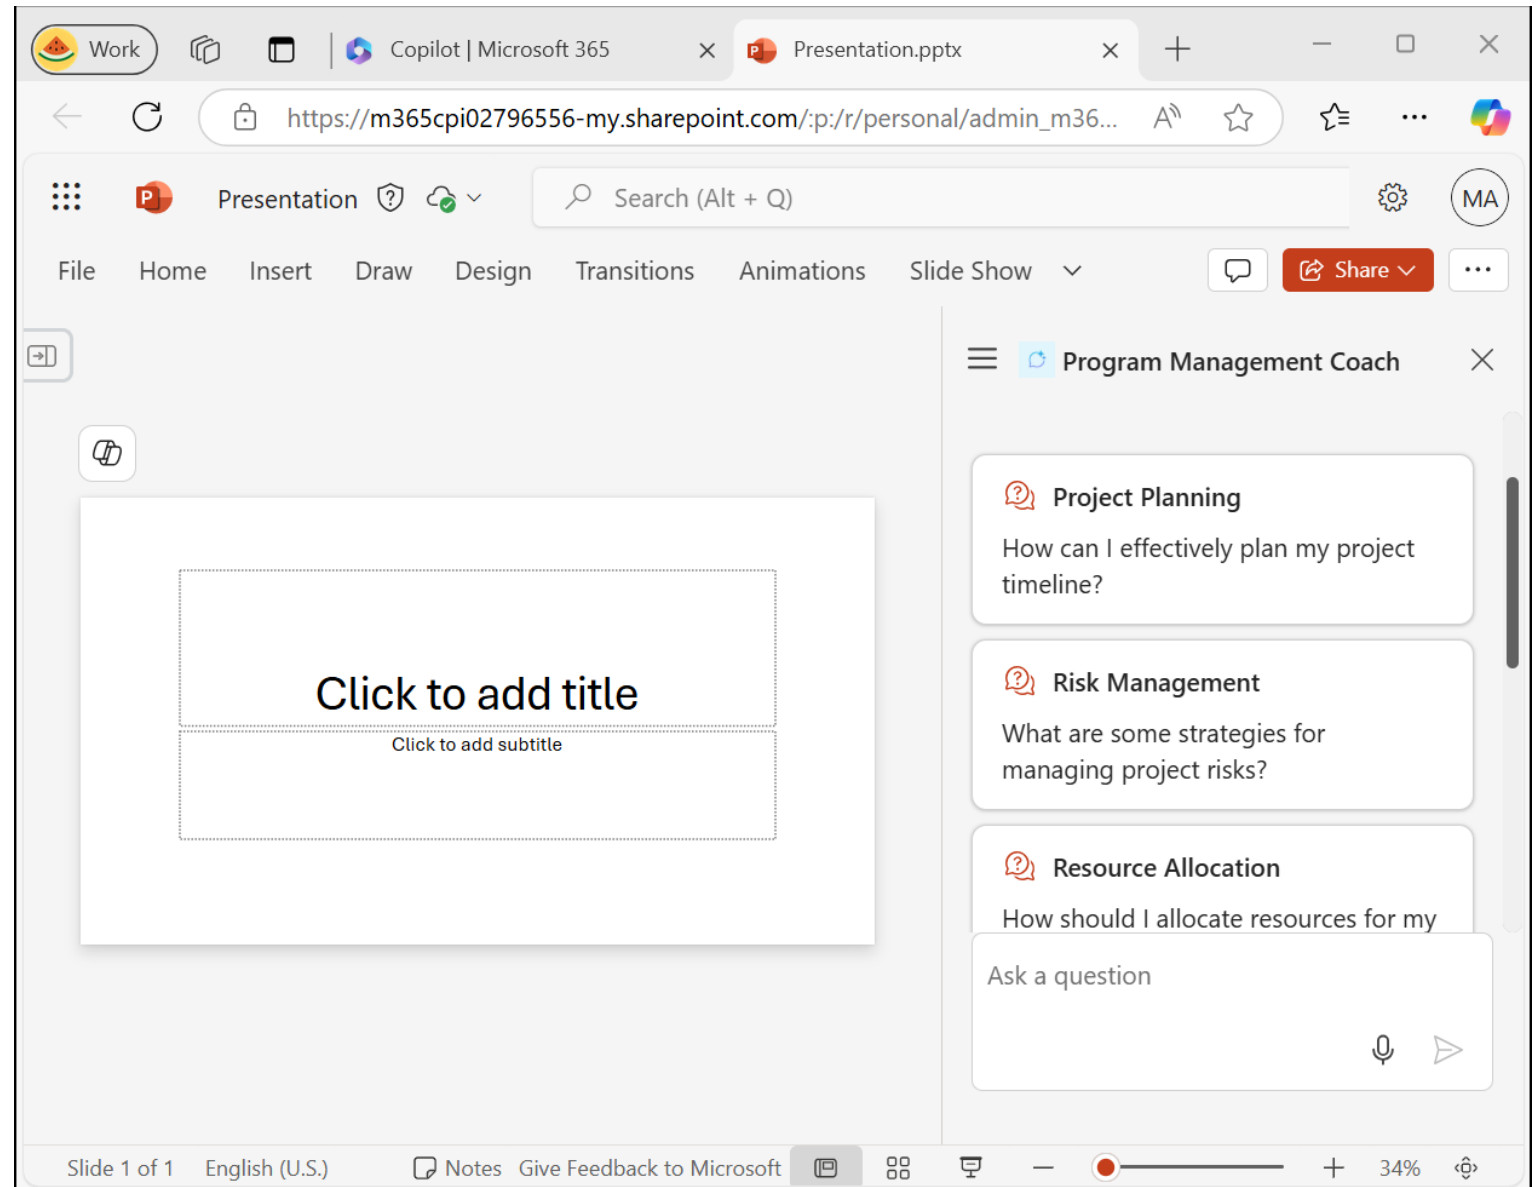 Work
Copilot | Microsoft 365
Presentation.pptx
https://m365cpi02796556-my.sharepoint.com/:p:/r/personal/admin_m36...
Presentation
Search (Alt + Q)
MA
File Home Insert Draw Design Transitions Animations Slide Show
Share
Program Management Coach
Click to add title
Click to add subtitle
Project Planning
How can I effectively plan my project
timeline?
Risk Management
What are some strategies for
managing project risks?
Resource Allocation
How should I allocate resources for my
Ask a question
Slide 1 of 1 English (U.S.) Notes Give Feedback to Microsoft 34%